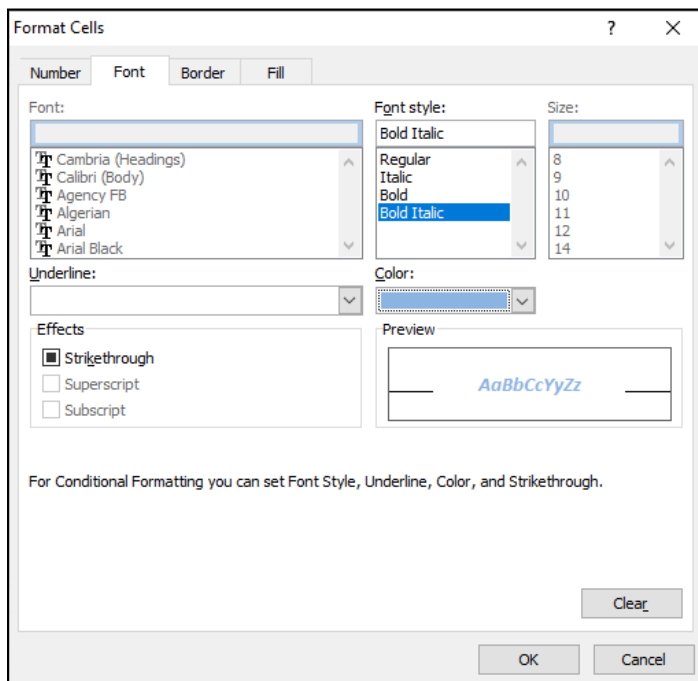 Format Cells ? ×
Number Font Border Fill
Font: Font style: Size:
Bold Italic
Cambria (Headings) Regular 8
Calibri (Body) Italic 9
Agency FB Bold 10
Algerian Bold Italic 11
Arial 12
Arial Black 14
Underline: Color:
Effects Preview
Strikethrough
Superscript AaBbCcYyZz
Subscript
For Conditional Formatting you can set Font Style, Underline, Color, and Strikethrough.
Clear
OK Cancel